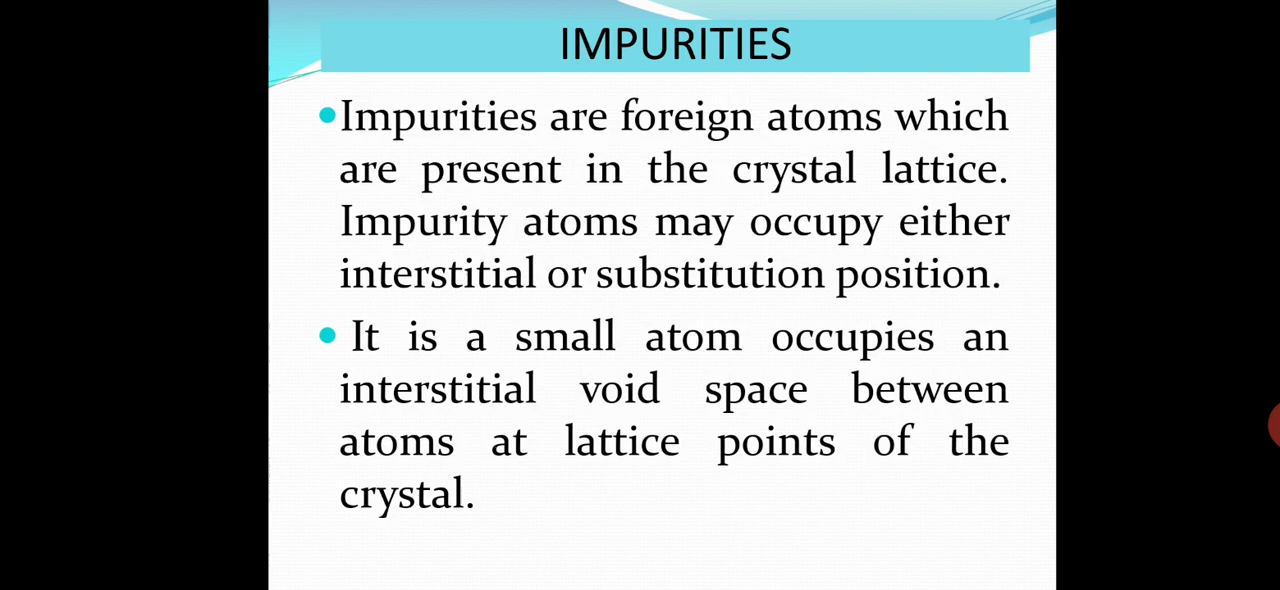 IMPURITIES
•Impurities are foreign atoms which
are present in the crystal lattice.
Impurity atoms may occupy either
interstitial or substitution position.
• It is a small atom occupies an
interstitial void space between
atoms at lattice points of the
crystal.